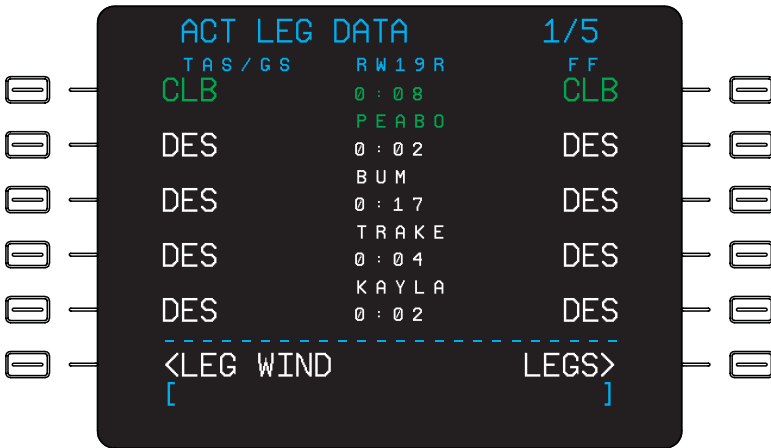 ACT LEG DATA 1/5
TAS/GS RW19R FF
CLB 0:08 CLB
PEABO
DES 0:02 DES
BUM
DES 0:17 DES
TRAKE
DES 0:04 DES
KAYLA
DES 0:02 DES
------------------------
<LEG WIND LEGS>
[ ]